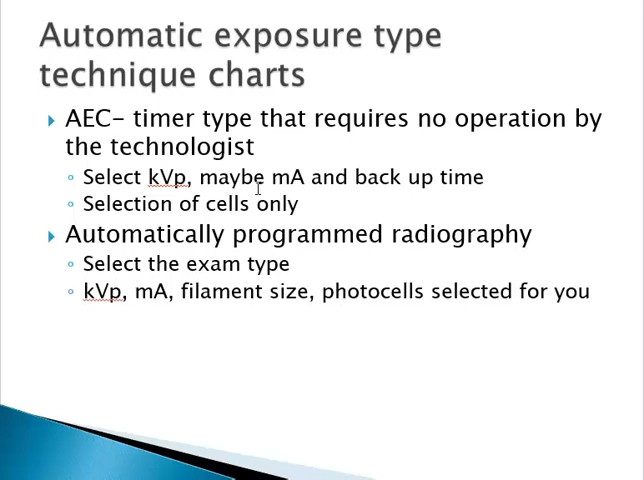 Automatic exposure type
technique charts
AEC- timer type that requires no operation by
the technologist
Select kVp, maybe mA and back up time
Selection of cells only
Automatically programmed radiography
Select the exam type
kVp, mA, filament size, photocells selected for you